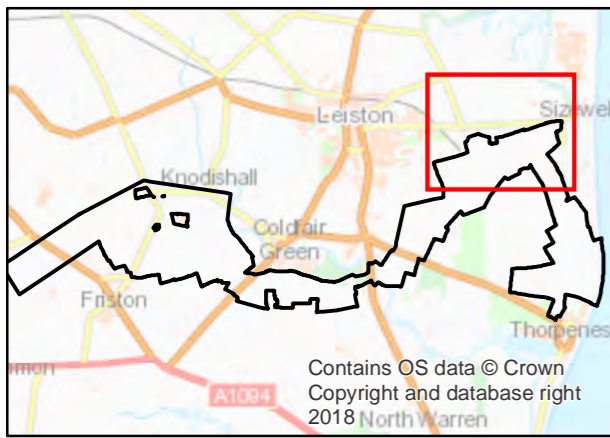 Leiston
Sizewel
Knodishall
Coldfair
Green
Friston
Thorpenes
mon
A1094
Contains OS data © Crown
Copyright and database right
2018
North Warren